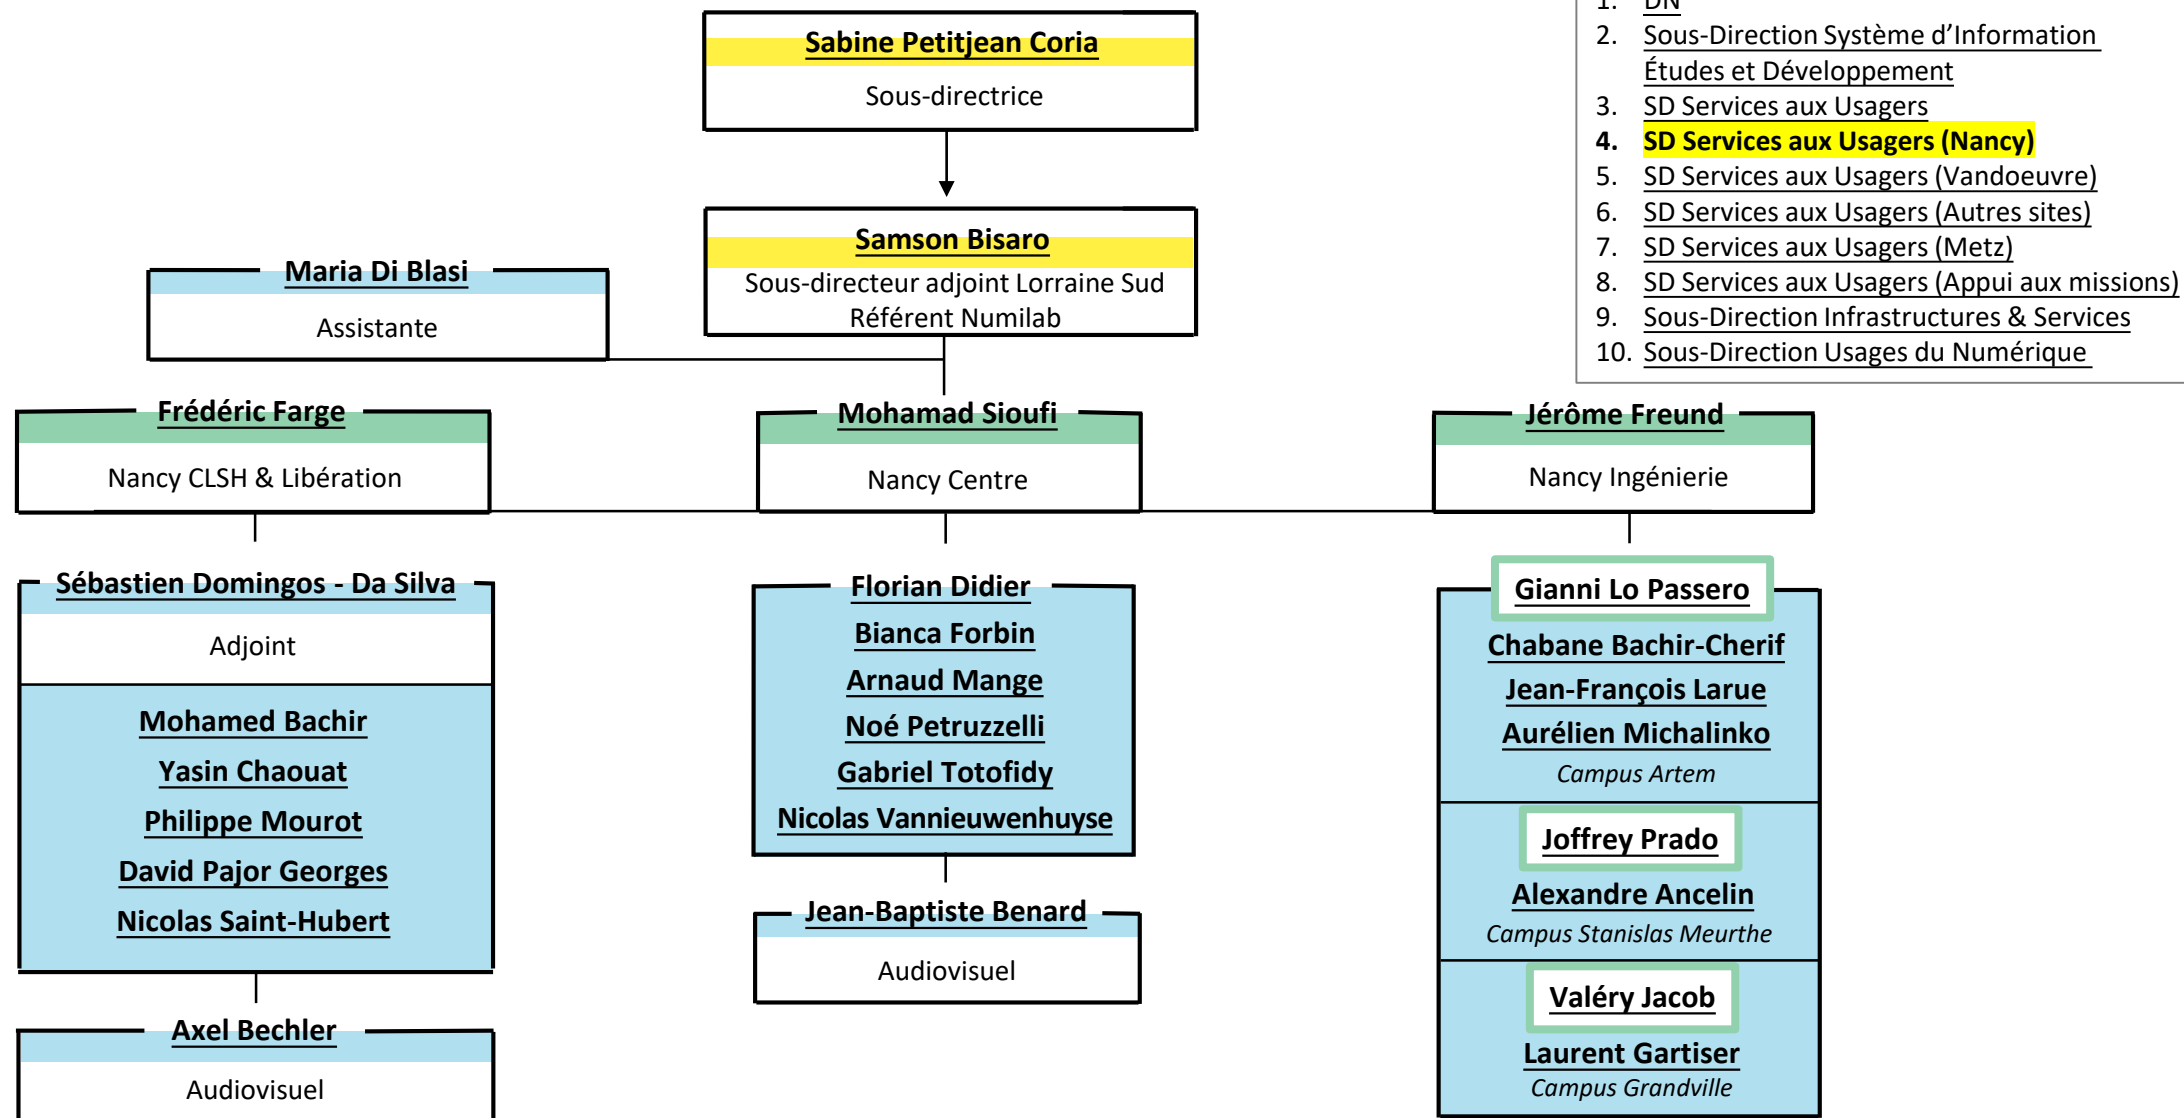 Sabine Petitjean Coria
Sous-directrice
1. DN
2. Sous-Direction Système d'Information
Études et Développement
3. SD Services aux Usagers
4. SD Services aux Usagers (Nancy)
5. SD Services aux Usagers (Vandoeuvre)
6. SD Services aux Usagers (Autres sites)
7. SD Services aux Usagers (Metz)
8. SD Services aux Usagers (Appui aux missions)
9. Sous-Direction Infrastructures & Services
10. Sous-Direction Usages du Numérique
Samson Bisaro
Sous-directeur adjoint Lorraine Sud
Référent Numilab
Maria Di Blasi
Assistante
Frédéric Farge
Nancy CLSH & Libération
Mohamad Sioufi
Nancy Centre
Jérôme Freund
Nancy Ingénierie
Sébastien Domingos - Da Silva
Adjoint
Mohamed Bachir
Yasin Chaouat
Philippe Mourot
David Pajor Georges
Nicolas Saint-Hubert
Axel Bechler
Audiovisuel
Florian Didier
Bianca Forbin
Arnaud Mange
Noé Petruzzelli
Gabriel Totofidy
Nicolas Vannieuwenhuyse
Jean-Baptiste Benard
Audiovisuel
Gianni Lo Passero
Chabane Bachir-Cherif
Jean-François Larue
Aurélien Michalinko
Campus Artem
Joffrey Prado
Alexandre Ancelin
Campus Stanislas Meurthe
Valéry Jacob
Laurent Gartiser
Campus Grandville